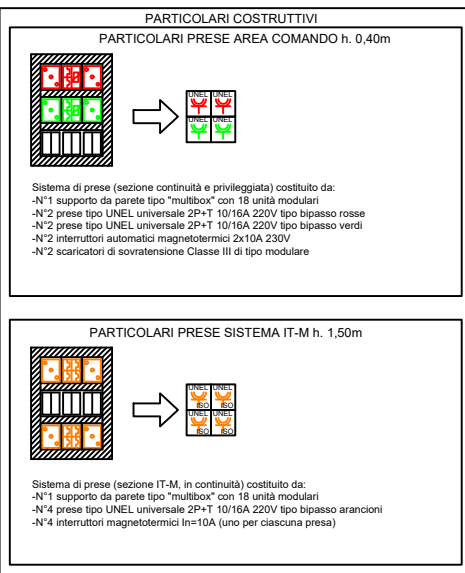 PARTICOLARI COSTRUTTIVI
PARTICOLARI PRESE AREA COMANDO h. 0,40m
UNEL UNEL
UNEL UNEL
Sistema di prese (sezione continuità e privilegiata) costituito da:
-N°1 supporto da parete tipo "multibox" con 18 unità modulari
-N°2 prese tipo UNEL universale 2P+T 10/16A 220V tipo bipasso rosse
-N°2 prese tipo UNEL universale 2P+T 10/16A 220V tipo bipasso verdi
-N°2 interruttori automatici magnetotermici 2x10A 230V
-N°2 scaricatori di sovratensione Classe III di tipo modulare
PARTICOLARI PRESE SISTEMA IT-M h. 1,50m
UNEL UNEL
ISO ISO
UNEL UNEL
ISO ISO
Sistema di prese (sezione IT-M, in continuità) costituito da:
-N°1 supporto da parete tipo "multibox" con 18 unità modulari
-N°4 prese tipo UNEL universale 2P+T 10/16A 220V tipo bipasso arancioni
-N°4 interruttori magnetotermici In=10A (uno per ciascuna presa)